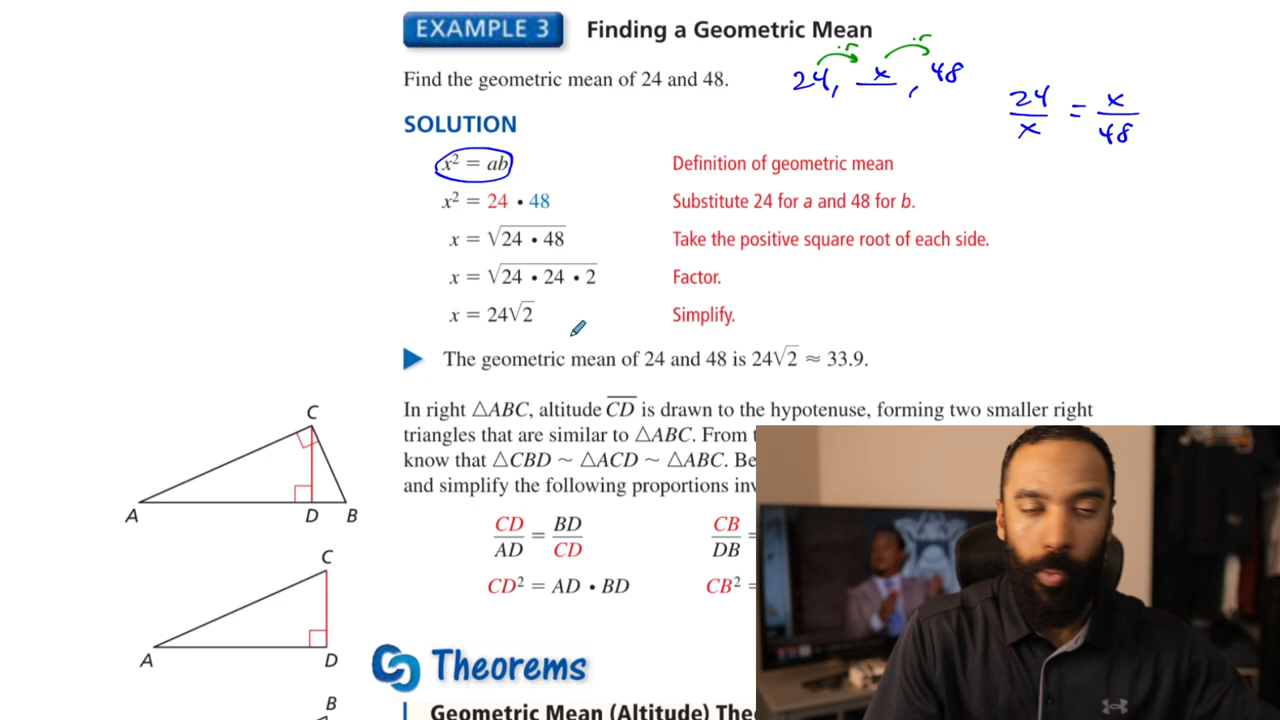 EXAMPLE 3 Finding a Geometric Mean
Find the geometric mean of 24 and 48.
24, x, 48
·r ·r
24/x = x/48
SOLUTION
x² = ab Definition of geometric mean
x² = 24 • 48 Substitute 24 for a and 48 for b.
x = √24 • 48 Take the positive square root of each side.
x = √24 • 24 • 2 Factor.
x = 24√2 Simplify.
The geometric mean of 24 and 48 is 24√2 ≈ 33.9.
In right △ABC, altitude CD is drawn to the hypotenuse, forming two smaller right
triangles that are similar to △ABC. From
know that △CBD ~ △ACD ~ △ABC.
and simplify the following proportions
CD/AD = BD/CD CB/DB =
CD² = AD • BD CB² =
C
A D B
C
A D
B
Theorems
Geometric Mean (Altitude)